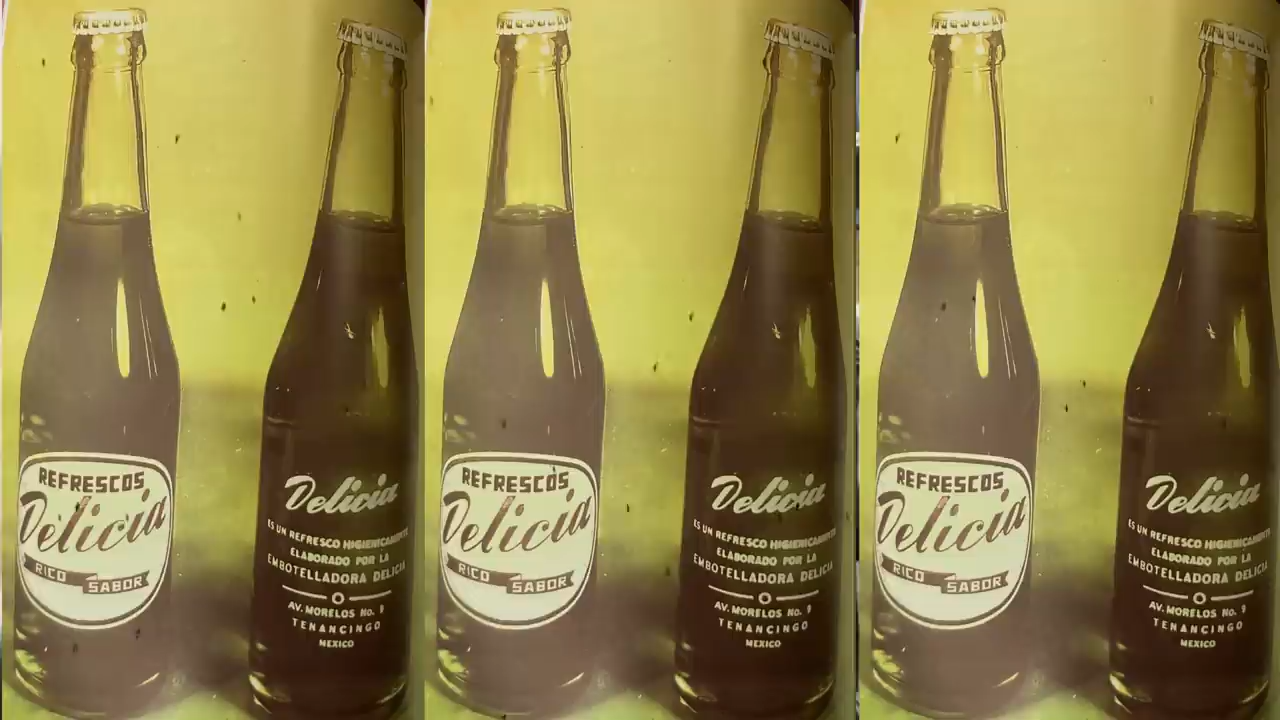 REFRESCOS
Delicia
RICO SABOR
Delicia
ES UN REFRESCO HIGIENICAMENTE
ELABORADO POR LA
EMBOTELLADORA DELICIA
AV. MORELOS No. 9
TENANCINGO
MEXICO
REFRESCOS
Delicia
RICO SABOR
Delicia
ES UN REFRESCO HIGIENICAMENTE
ELABORADO POR LA
EMBOTELLADORA DELICIA
AV. MORELOS No. 9
TENANCINGO
MEXICO
REFRESCOS
Delicia
RICO SABOR
Delicia
ES UN REFRESCO HIGIENICAMENTE
ELABORADO POR LA
EMBOTELLADORA DELICIA
AV. MORELOS No. 9
TENANCINGO
MEXICO